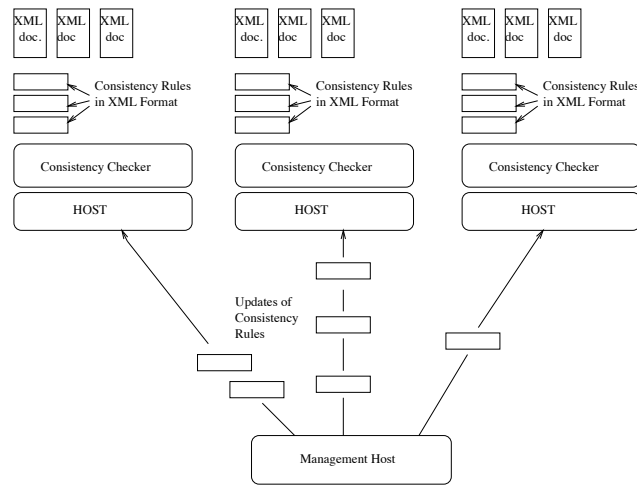 XML
doc.
XML
doc
XML
doc
XML
doc.
XML
doc
XML
doc
XML
doc.
XML
doc
XML
doc
Consistency Rules
in XML Format
Consistency Rules
in XML Format
Consistency Rules
in XML Format
Consistency Checker
Consistency Checker
Consistency Checker
HOST
HOST
HOST
Updates of
Consistency
Rules
Management Host